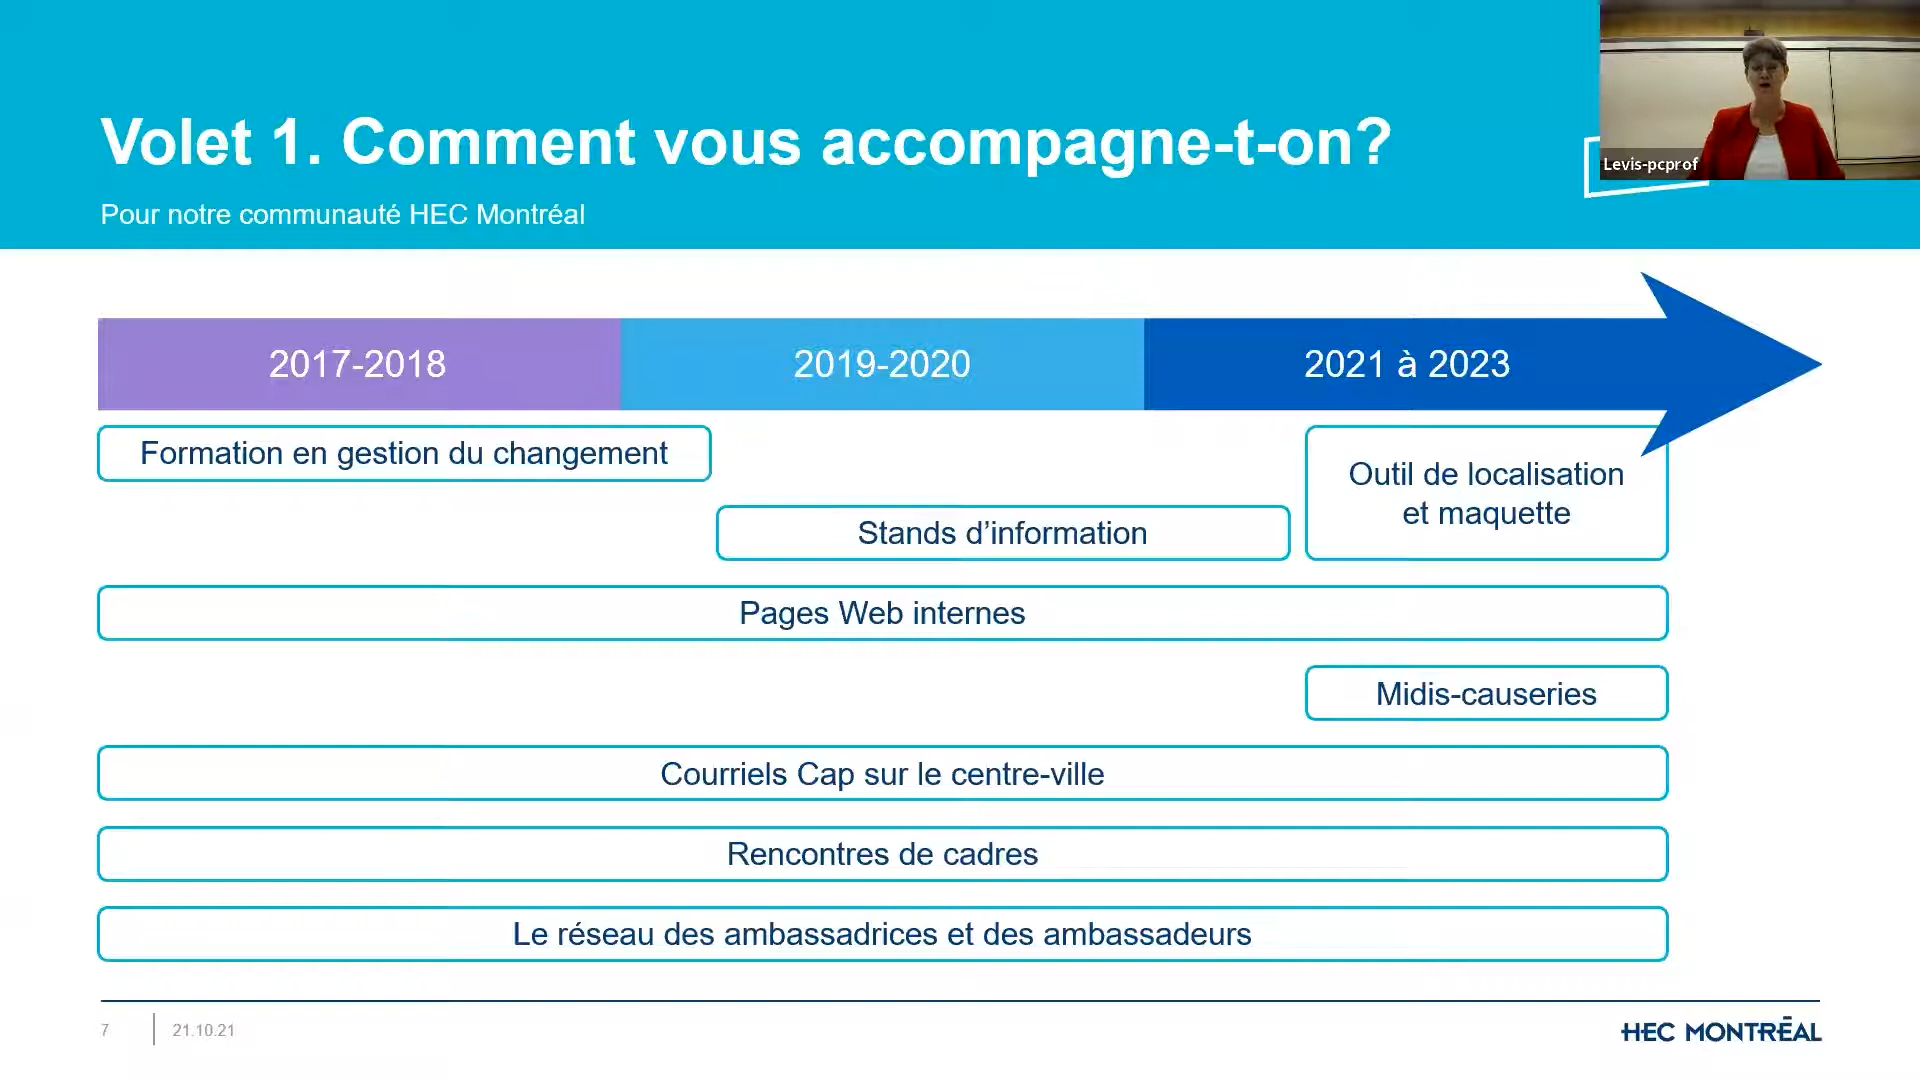 Volet 1. Comment vous accompagne-t-on?
Levis-pcprof
Pour notre communauté HEC Montréal
2017-2018
2019-2020
2021 à 2023
Formation en gestion du changement
Outil de localisation
et maquette
Stands d’information
Pages Web internes
Midis-causeries
Courriels Cap sur le centre-ville
Rencontres de cadres
Le réseau des ambassadrices et des ambassadeurs
7
21.10.21
HEC MONTRÉAL